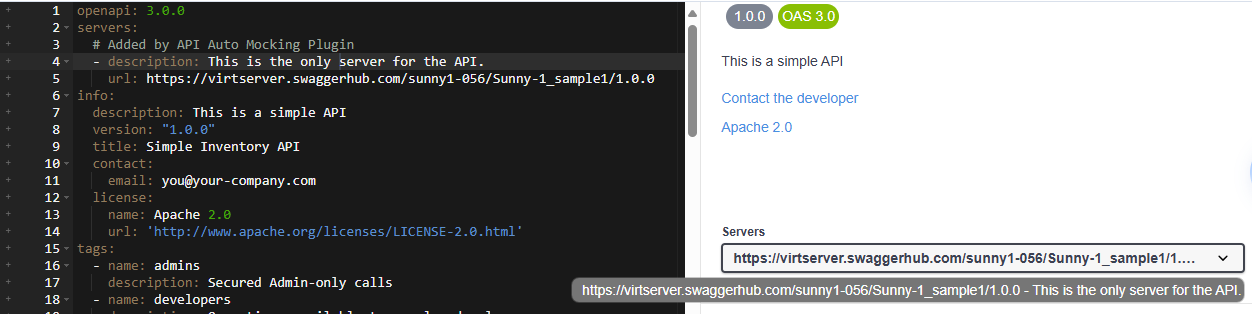 1 openapi: 3.0.0
2 servers:
3 # Added by API Auto Mocking Plugin
4 - description: This is the only server for the API.
5 url: https://virtserver.swaggerhub.com/sunny1-056/Sunny-1_sample1/1.0.0
6 info:
7 description: This is a simple API
8 version: "1.0.0"
9 title: Simple Inventory API
10 contact:
11 email: you@your-company.com
12 license:
13 name: Apache 2.0
14 url: 'http://www.apache.org/licenses/LICENSE-2.0.html'
15 tags:
16 - name: admins
17 description: Secured Admin-only calls
18 - name: developers
1.0.0 OAS 3.0
This is a simple API
Contact the developer
Apache 2.0
Servers
https://virtserver.swaggerhub.com/sunny1-056/Sunny-1_sample1/1....
https://virtserver.swaggerhub.com/sunny1-056/Sunny-1_sample1/1.0.0 - This is the only server for the API.